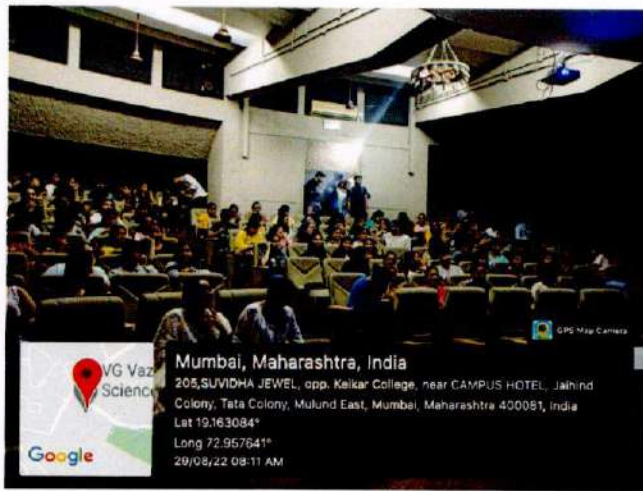 GPS Map Camera
VG Vaz
Science
Google
Mumbai, Maharashtra, India
205,SUVIDHA JEWEL, opp. Kelkar College, near CAMPUS HOTEL, Jaihind
Colony, Tata Colony, Mulund East, Mumbai, Maharashtra 400081, India
Lat 19.163084°
Long 72.957641°
29/08/22 08:11 AM